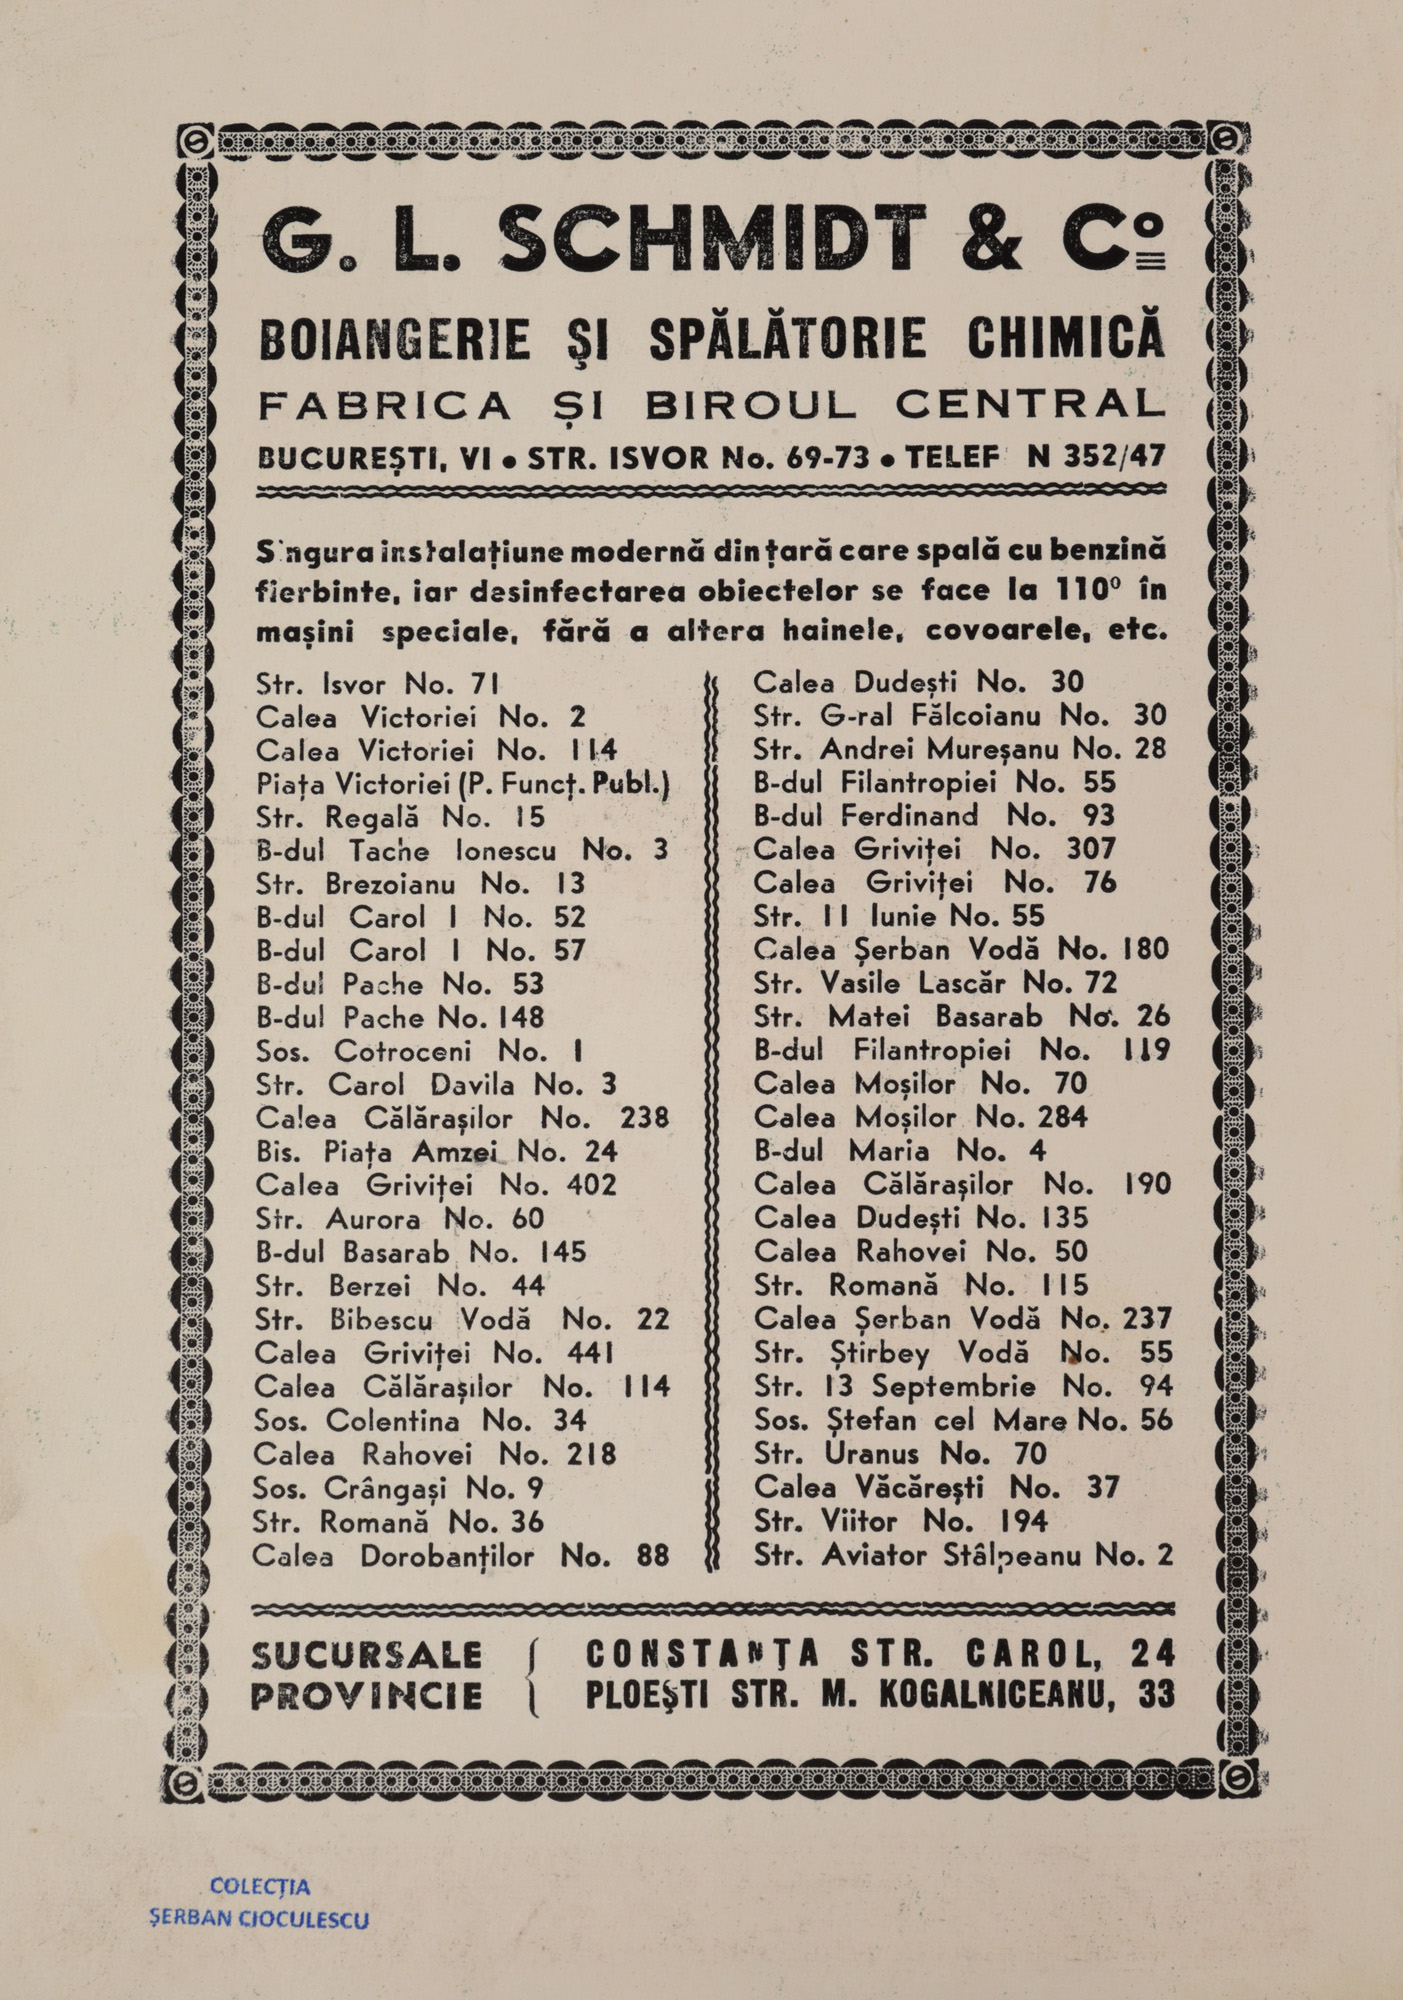 G. L. SCHMIDT & Cº
BOIANGERIE ŞI SPĂLĂTORIE CHIMICĂ
FABRICA ŞI BIROUL CENTRAL
BUCUREŞTI, VI • STR. ISVOR No. 69-73 • TELEF N 352/47
Singura instalaţiune modernă din ţară care spală cu benzină
fierbinte, iar desinfectarea obiectelor se face la 110º în
maşini speciale, fără a altera hainele, covoarele, etc.
Str. Isvor No. 71
Calea Victoriei No. 2
Calea Victoriei No. 114
Piaţa Victoriei (P. Funcţ. Publ.)
Str. Regală No. 15
B-dul Tache Ionescu No. 3
Str. Brezoianu No. 13
B-dul Carol I No. 52
B-dul Carol I No. 57
B-dul Pache No. 53
B-dul Pache No. 148
Sos. Cotroceni No. 1
Str. Carol Davila No. 3
Calea Călăraşilor No. 238
Bis. Piaţa Amzei No. 24
Calea Griviţei No. 402
Str. Aurora No. 60
B-dul Basarab No. 145
Str. Berzei No. 44
Str. Bibescu Vodă No. 22
Calea Griviţei No. 441
Calea Călăraşilor No. 114
Sos. Colentina No. 34
Calea Rahovei No. 218
Sos. Crângaşi No. 9
Str. Romană No. 36
Calea Dorobanţilor No. 88
Calea Dudeşti No. 30
Str. G-ral Fălcoianu No. 30
Str. Andrei Mureşanu No. 28
B-dul Filantropiei No. 55
B-dul Ferdinand No. 93
Calea Griviţei No. 307
Calea Griviţei No. 76
Str. 11 Iunie No. 55
Calea Şerban Vodă No. 180
Str. Vasile Lascăr No. 72
Str. Matei Basarab No. 26
B-dul Filantropiei No. 119
Calea Moşilor No. 70
Calea Moşilor No. 284
B-dul Maria No. 4
Calea Călăraşilor No. 190
Calea Dudeşti No. 135
Calea Rahovei No. 50
Str. Romană No. 115
Calea Şerban Vodă No. 237
Str. Ştirbey Vodă No. 55
Str. 13 Septembrie No. 94
Sos. Ştefan cel Mare No. 56
Str. Uranus No. 70
Calea Văcăreşti No. 37
Str. Viitor No. 194
Str. Aviator Stâlpeanu No. 2
SUCURSALE
PROVINCIE
CONSTANŢA STR. CAROL, 24
PLOEŞTI STR. M. KOGALNICEANU, 33
COLECŢIA
ŞERBAN CIOCULESCU